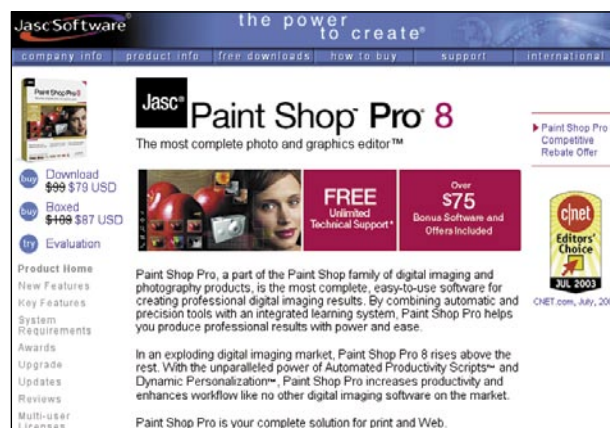 JascSoftware®
the power
to create®
company info
product info
free downloads
how to buy
support
international
Paint Shop Pro 8
Jasc®
Paint Shop™ Pro® 8
The most complete photo and graphics editor™
buy
Download
$99 $79 USD
buy
Boxed
$109 $87 USD
try
Evaluation
FREE
Unlimited
Technical Support*
Over
$75
Bonus Software and
Offers Included
Paint Shop Pro
Competitive
Rebate Offer
c|net
Editors'
Choice
JUL 2003
CNET.com, July, 200
Product Home
New Features
Key Features
System
Requirements
Awards
Upgrade
Updates
Reviews
Multi-user
Licenses
Paint Shop Pro, a part of the Paint Shop family of digital imaging and
photography products, is the most complete, easy-to-use software for
creating professional digital imaging results. By combining automatic and
precision tools with an integrated learning system, Paint Shop Pro helps
you produce professional results with power and ease.
In an exploding digital imaging market, Paint Shop Pro 8 rises above the
rest. With the unparalleled power of Automated Productivity Scripts™ and
Dynamic Personalization™, Paint Shop Pro increases productivity and
enhances workflow like no other digital imaging software on the market.
Paint Shop Pro is your complete solution for print and Web.